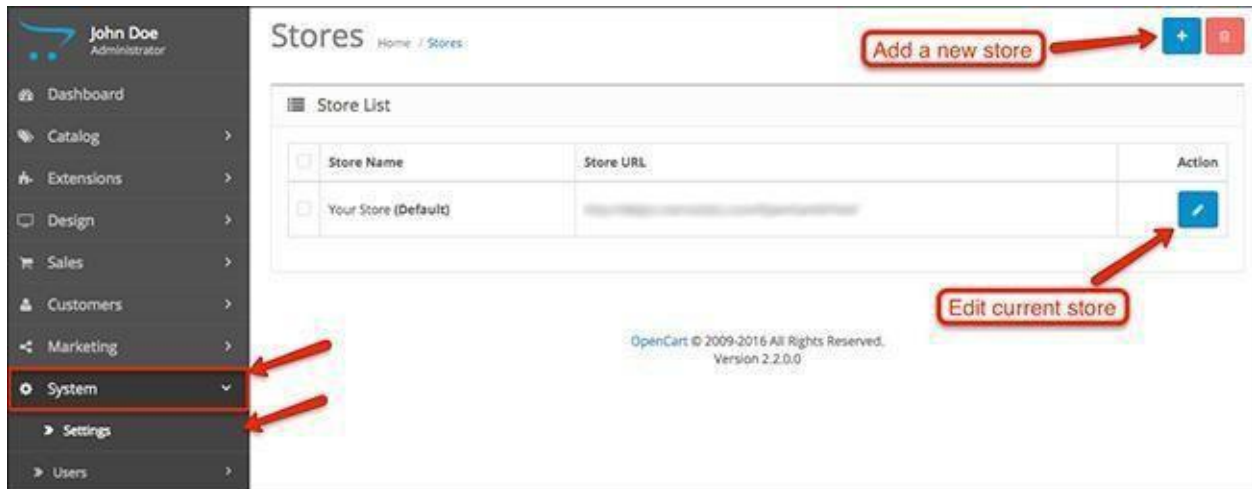 John Doe
Administrator
Dashboard
Catalog
Extensions
Design
Sales
Customers
Marketing
System
Settings
Users
Stores Home / Stores
Add a new store
Store List
Store Name Store URL Action
Your Store (Default)
Edit current store
OpenCart © 2009-2016 All Rights Reserved.
Version 2.2.0.0